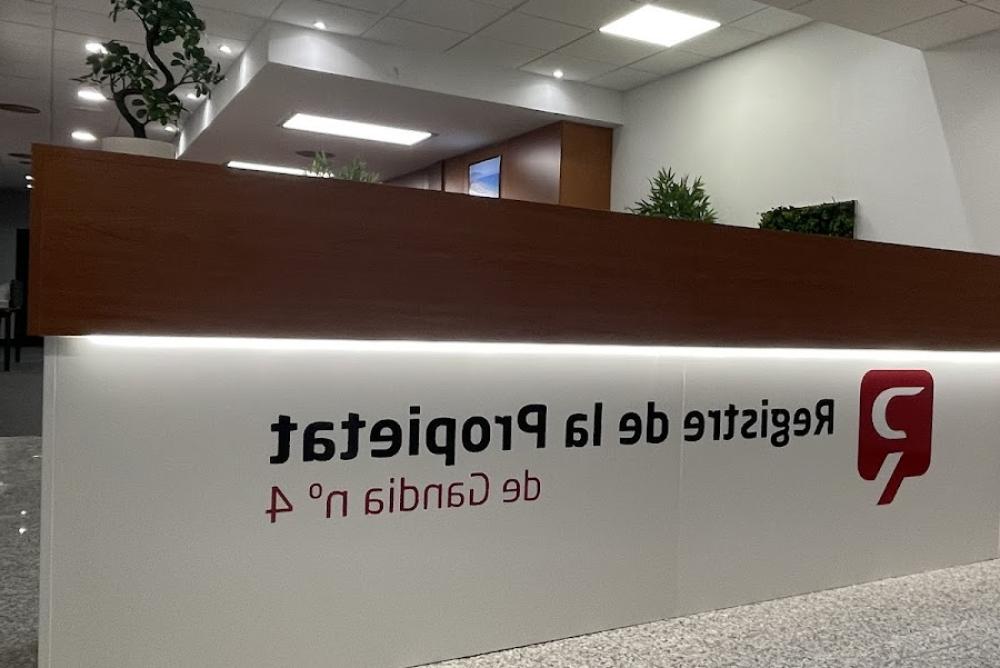 Registre de la Propietat
de Gandia nº 4